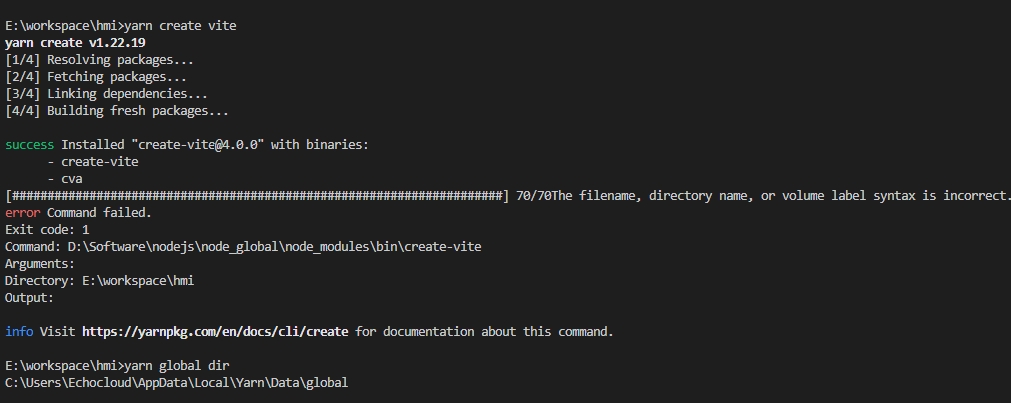 E:\workspace\hmi>yarn create vite
yarn create v1.22.19
[1/4] Resolving packages...
[2/4] Fetching packages...
[3/4] Linking dependencies...
[4/4] Building fresh packages...
success Installed "create-vite@4.0.0" with binaries:
- create-vite
- cva
[######################################################################] 70/70The filename, directory name, or volume label syntax is incorrect.
error Command failed.
Exit code: 1
Command: D:\Software\nodejs\node_global\node_modules\bin\create-vite
Arguments:
Directory: E:\workspace\hmi
Output:
info Visit https://yarnpkg.com/en/docs/cli/create for documentation about this command.
E:\workspace\hmi>yarn global dir
C:\Users\Echocloud\AppData\Local\Yarn\Data\global